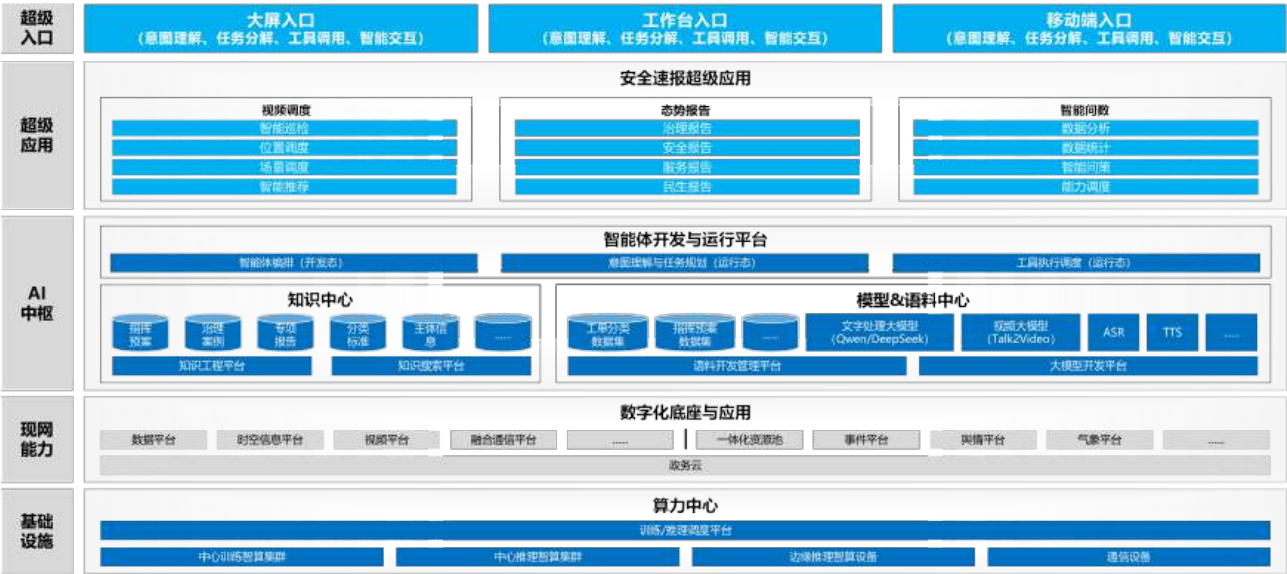 超级
入口
大屏入口
(意图理解、任务分解、工具调用、智能交互)
工作台入口
(意图理解、任务分解、工具调用、智能交互)
移动端入口
(意图理解、任务分解、工具调用、智能交互)
超级
应用
安全速报超级应用
视频调度
智能巡检
位置调度
场景调度
智能推荐
态势报告
治理报告
安全报告
服务报告
民生报告
智能问数
数据分析
数据统计
智能问策
能力调度
AI
中枢
智能体开发与运行平台
智能体编排（开发态）
意图理解与任务规划（运行态）
工具执行调度（运行态）
知识中心
指挥
预案
治理
案例
专项
报告
分类
标准
主体信
息
......
知识工程平台
知识搜索平台
模型&语料中心
工单分类
数据集
指挥预案
数据集
......
文字处理大模型
(Qwen/DeepSeek)
视频大模型
(Talk2Video)
ASR
TTS
......
语料开发管理平台
大模型开发平台
现网
能力
数字化底座与应用
数据平台
时空信息平台
视频平台
融合通信平台
......
一体化资源池
事件平台
舆情平台
气象平台
......
政务云
基础
设施
算力中心
训练/推理调度平台
中心训练智算集群
中心推理智算集群
边缘推理智算设备
通信设备